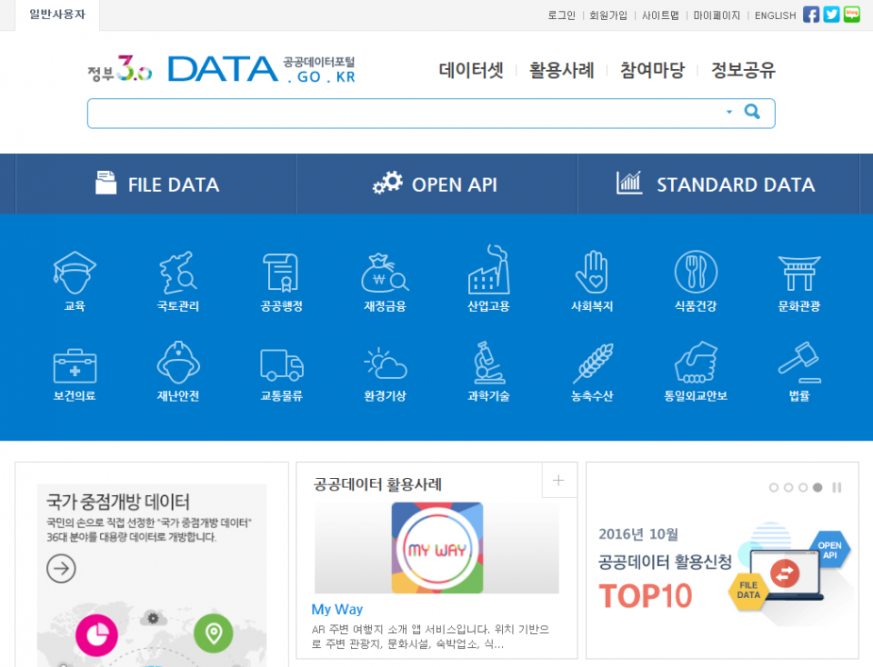 일반사용자
로그인 | 회원가입 | 사이트맵 | 마이페이지 | ENGLISH
정부3.0 DATA 공공데이터포털
.GO.KR
데이터셋 | 활용사례 | 참여마당 | 정보공유
FILE DATA
OPEN API
STANDARD DATA
교육
국토관리
공공행정
재정금융
산업고용
사회복지
식품건강
문화관광
보건의료
재난안전
교통물류
환경기상
과학기술
농축수산
통일외교안보
법률
국가 중점개방 데이터
국민의 손으로 직접 선정한 "국가 중점개방 데이터"
36대 분야를 대용량 데이터로 개방합니다.
공공데이터 활용사례
MY WAY
My Way
AR 주변 여행지 소개 앱 서비스입니다. 위치 기반으
로 주변 관광지, 문화시설, 숙박업소, 식...
2016년 10월
공공데이터 활용신청
TOP10
OPEN
API
FILE
DATA